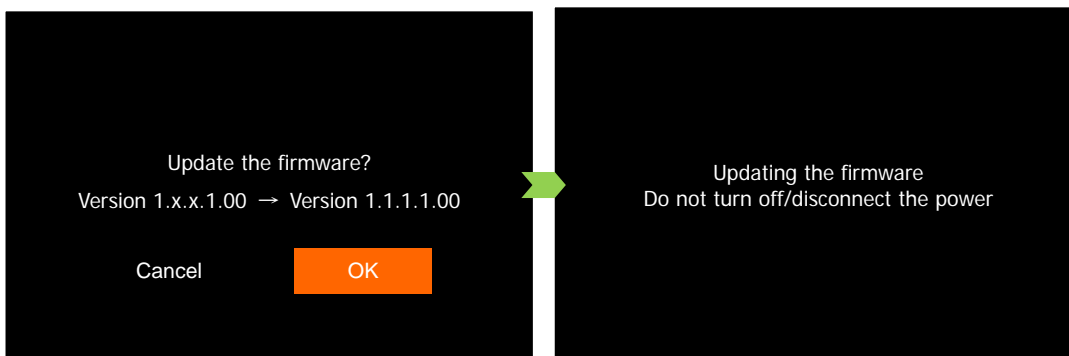 Update the firmware?
Version 1.x.x.1.00 → Version 1.1.1.1.00
Cancel
OK
Updating the firmware
Do not turn off/disconnect the power